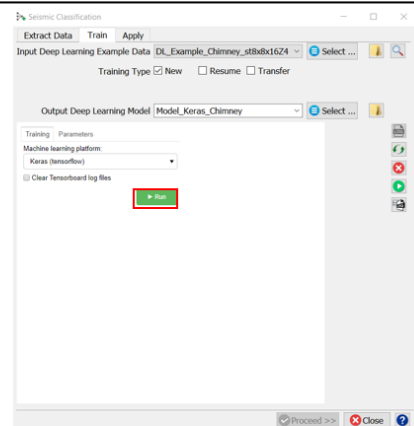 Seismic Classification
Extract Data Train Apply
Input Deep Learning Example Data DL_Example_Chimney_st8x8x16Z4 Select ...
Training Type New Resume Transfer
Output Deep Learning Model Model_Keras_Chimney Select ...
Training Parameters
Machine learning platform:
Keras (tensorflow)
Clear Tensorboard log files
Run
Proceed >> Close ?